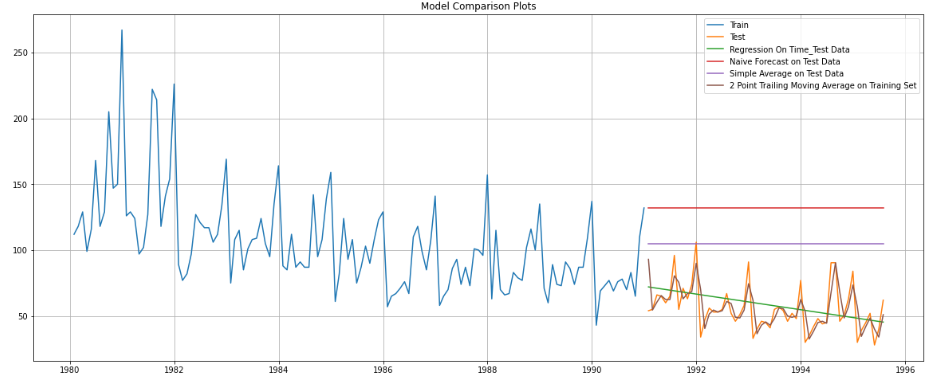 Model Comparison Plots
Train
Test
Regression On Time_Test Data
Naive Forecast on Test Data
Simple Average on Test Data
2 Point Trailing Moving Average on Training Set
250
200
150
100
50
1980 1982 1984 1986 1988 1990 1992 1994 1996